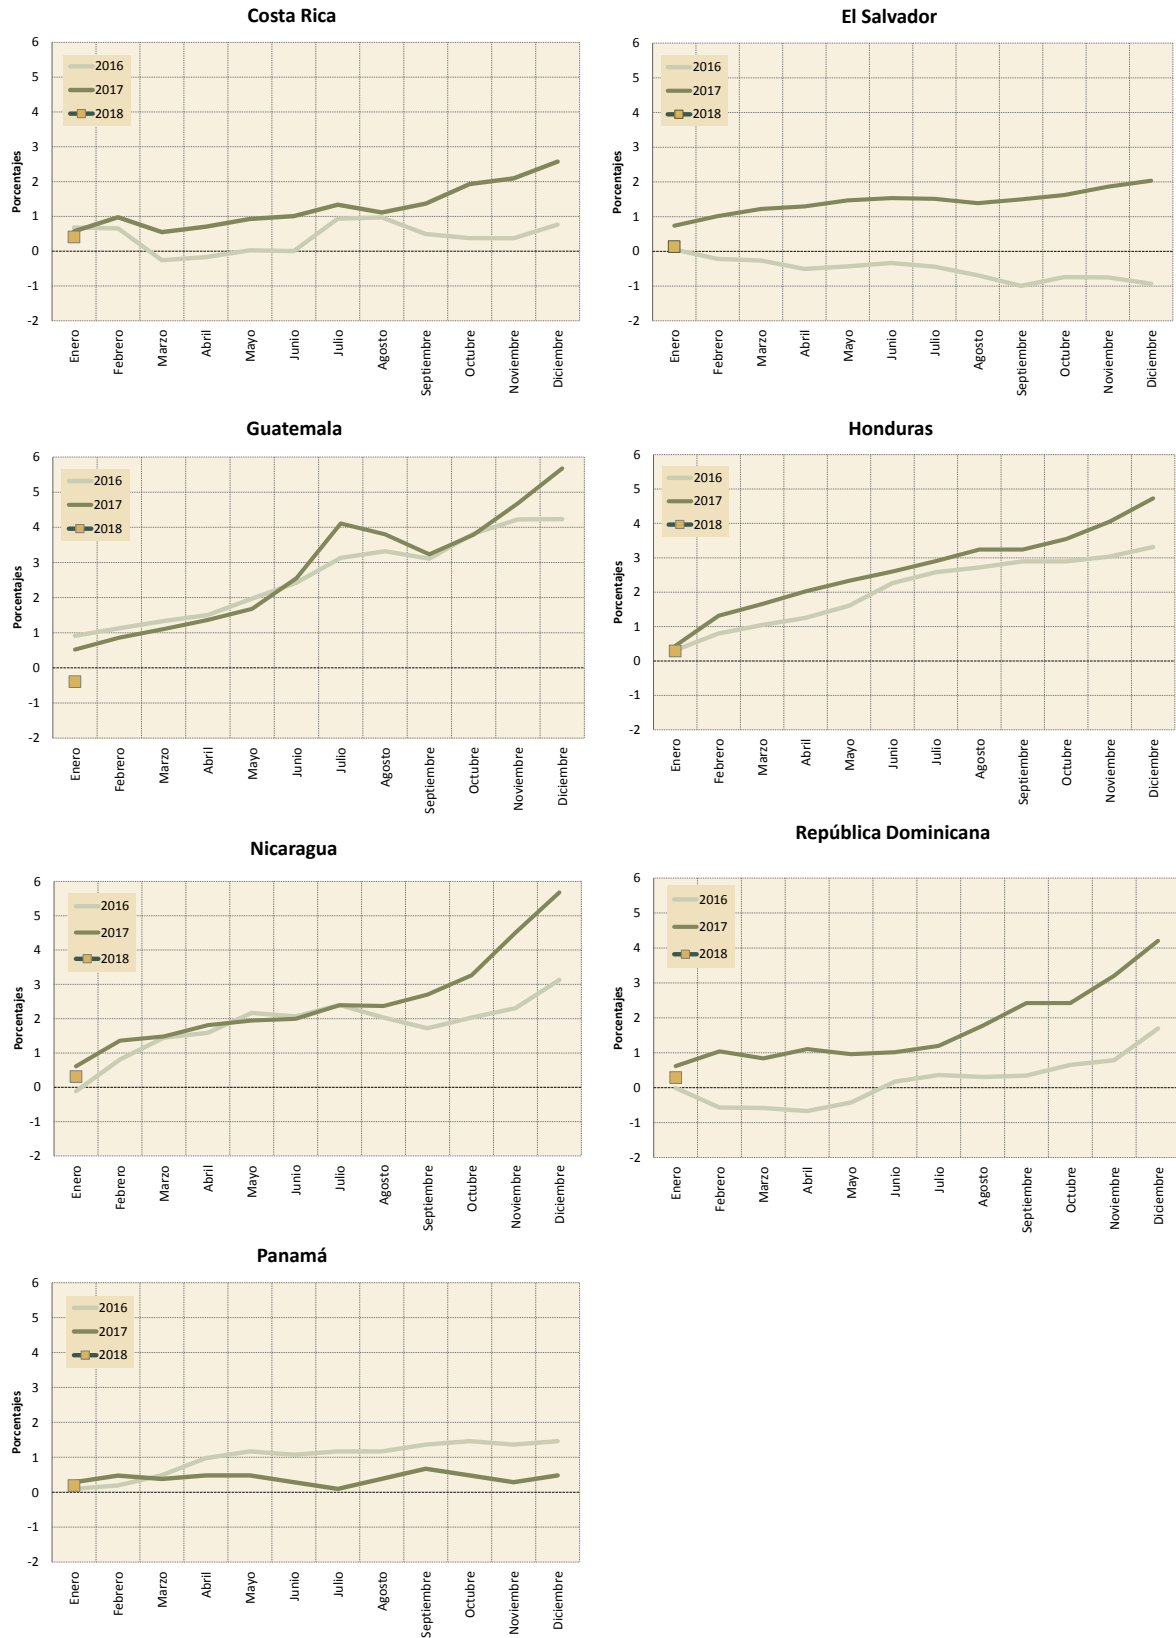 Costa Rica
6
5
4
3
2
1
0
-1
-2
Porcentajes
2016
2017
2018
Enero
Febrero
Marzo
Abril
Mayo
Junio
Julio
Agosto
Septiembre
Octubre
Noviembre
Diciembre
El Salvador
6
5
4
3
2
1
0
-1
-2
Porcentajes
2016
2017
2018
Enero
Febrero
Marzo
Abril
Mayo
Junio
Julio
Agosto
Septiembre
Octubre
Noviembre
Diciembre
Guatemala
6
5
4
3
2
1
0
-1
-2
Porcentajes
2016
2017
2018
Enero
Febrero
Marzo
Abril
Mayo
Junio
Julio
Agosto
Septiembre
Octubre
Noviembre
Diciembre
Honduras
6
5
4
3
2
1
0
-1
-2
Porcentajes
2016
2017
2018
Enero
Febrero
Marzo
Abril
Mayo
Junio
Julio
Agosto
Septiembre
Octubre
Noviembre
Diciembre
Nicaragua
6
5
4
3
2
1
0
-1
-2
Porcentajes
2016
2017
2018
Enero
Febrero
Marzo
Abril
Mayo
Junio
Julio
Agosto
Septiembre
Octubre
Noviembre
Diciembre
República Dominicana
6
5
4
3
2
1
0
-1
-2
Porcentajes
2016
2017
2018
Enero
Febrero
Marzo
Abril
Mayo
Junio
Julio
Agosto
Septiembre
Octubre
Noviembre
Diciembre
Panamá
6
5
4
3
2
1
0
-1
-2
Porcentajes
2016
2017
2018
Enero
Febrero
Marzo
Abril
Mayo
Junio
Julio
Agosto
Septiembre
Octubre
Noviembre
Diciembre